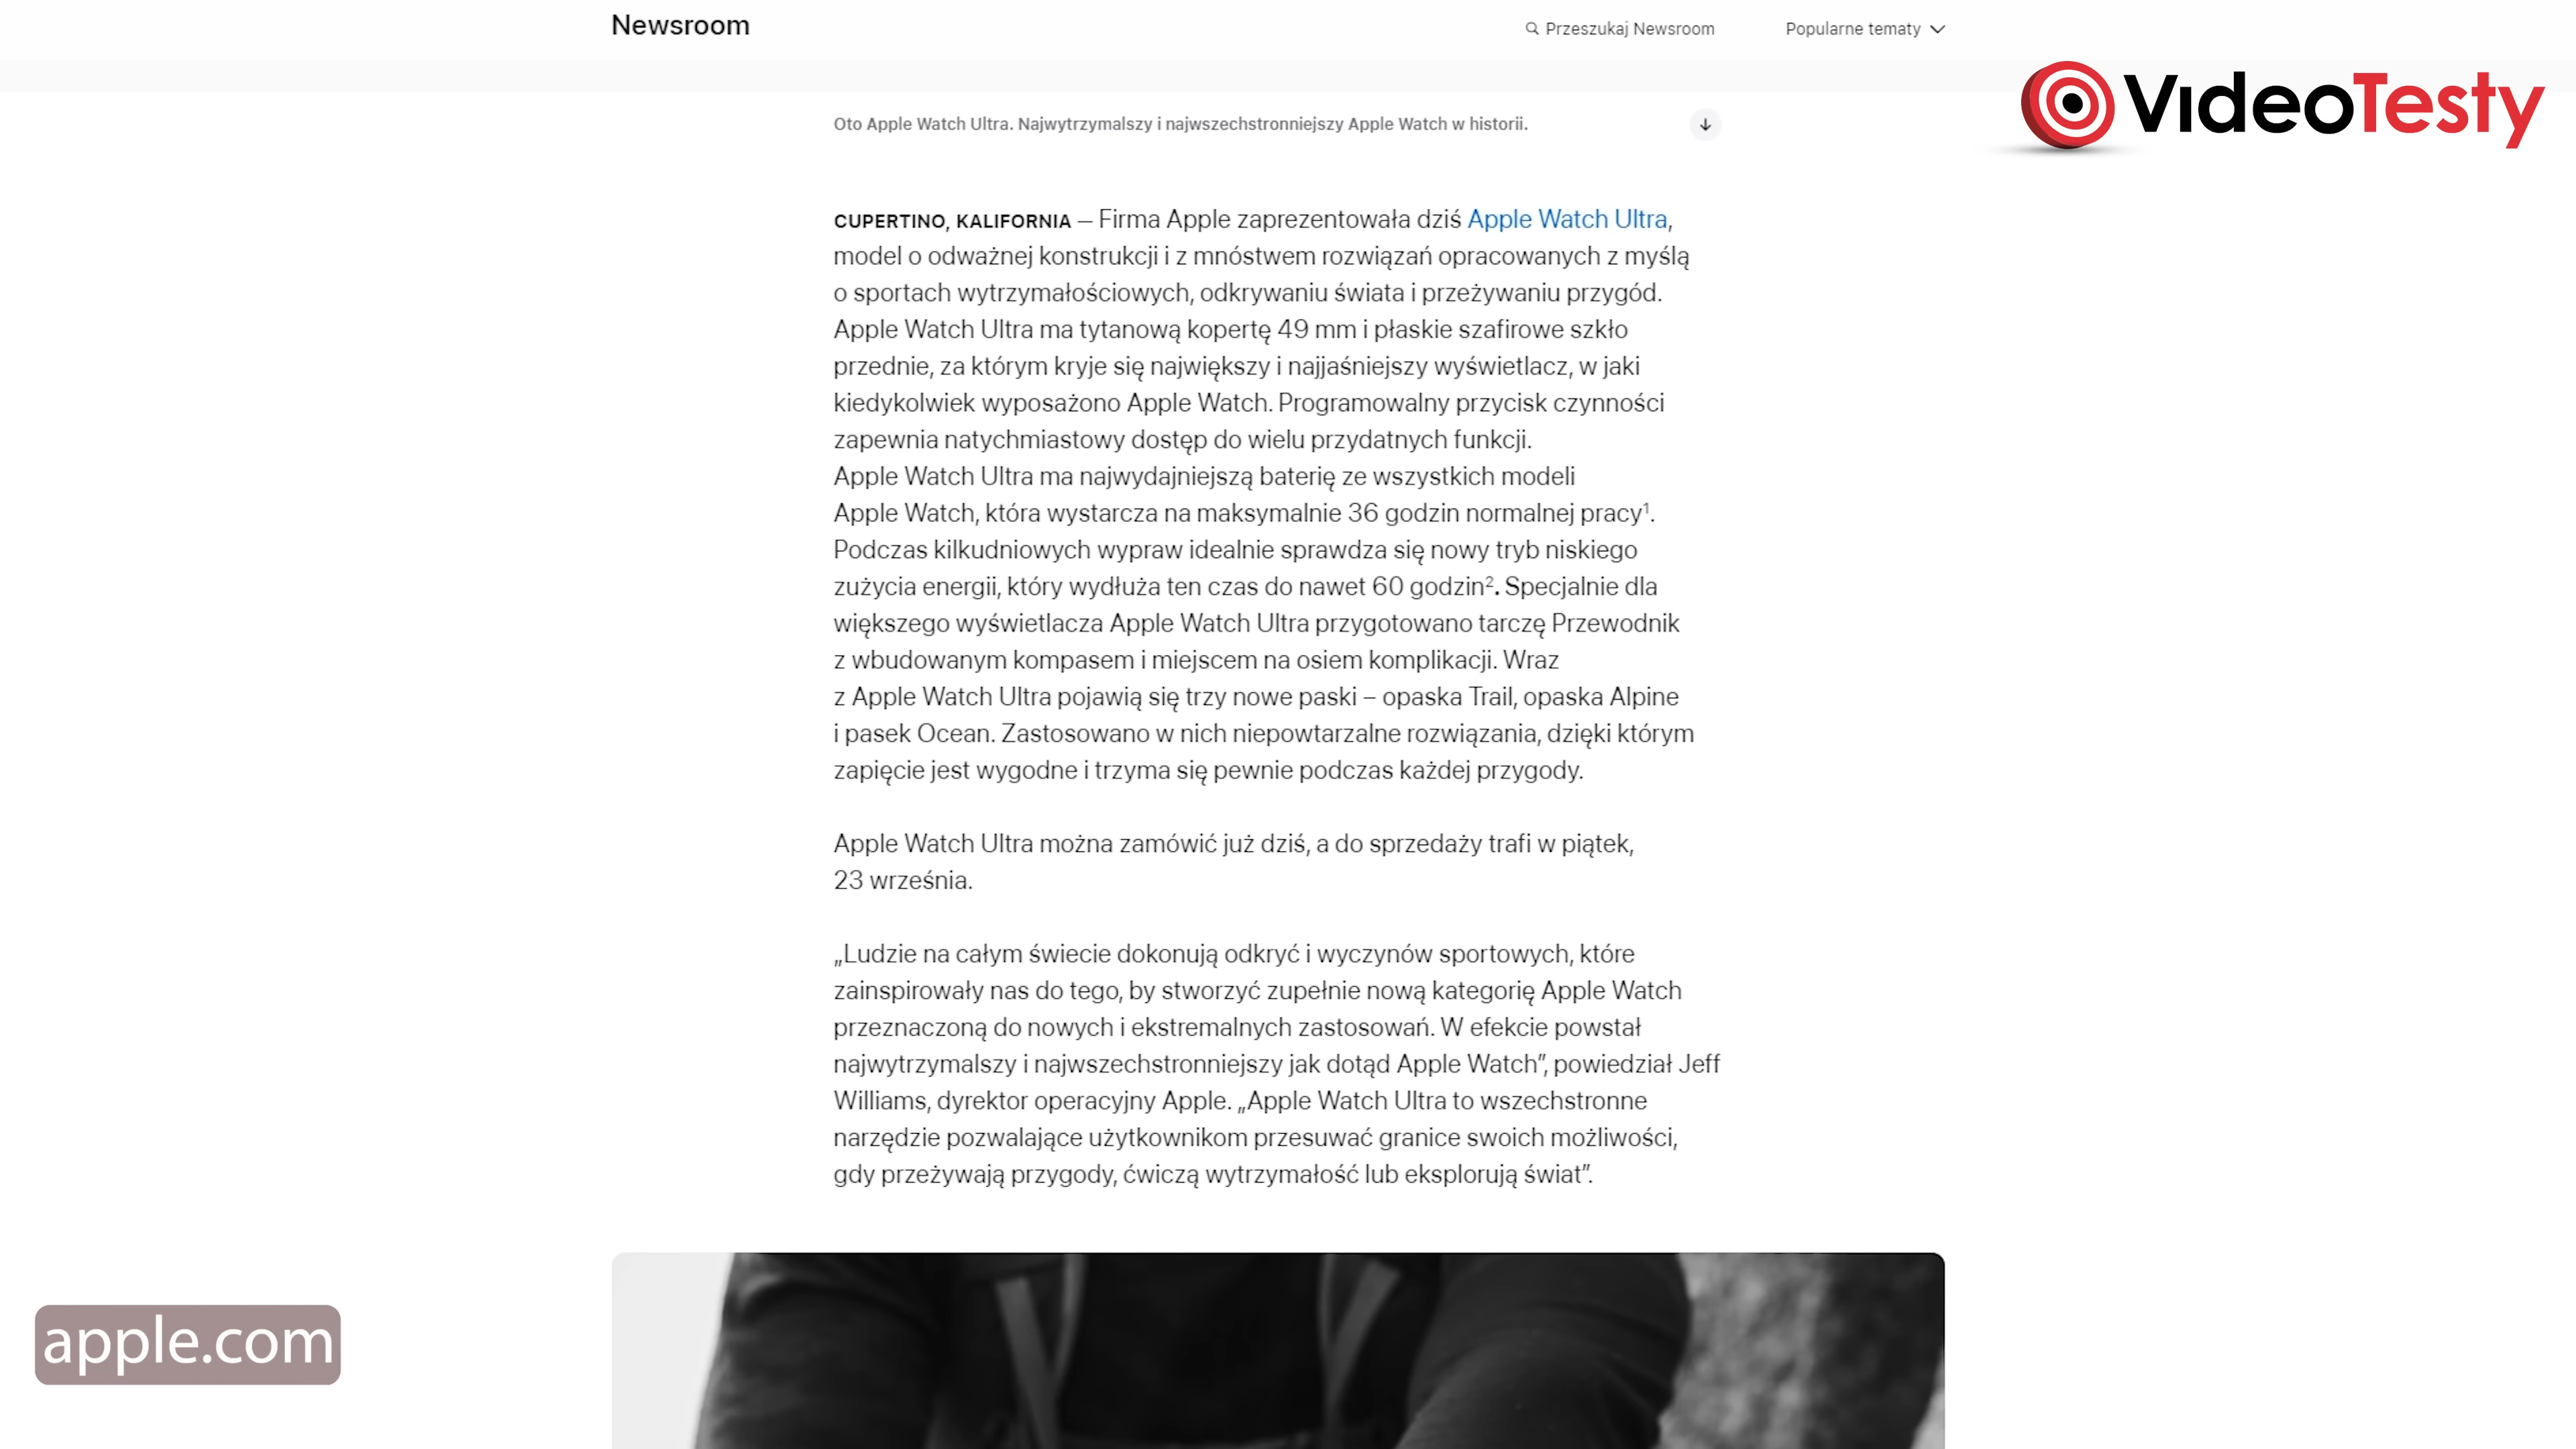 Newsroom
Przeszukaj Newsroom
Popularne tematy
VideoTesty
Oto Apple Watch Ultra. Najwytrzymalszy i najwszechstronniejszy Apple Watch w historii.
CUPERTINO, KALIFORNIA — Firma Apple zaprezentowała dziś Apple Watch Ultra,
model o odważnej konstrukcji i z mnóstwem rozwiązań opracowanych z myślą
o sportach wytrzymałościowych, odkrywaniu świata i przeżywaniu przygód.
Apple Watch Ultra ma tytanową kopertę 49 mm i płaskie szafirowe szkło
przednie, za którym kryje się największy i najjaśniejszy wyświetlacz, w jaki
kiedykolwiek wyposażono Apple Watch. Programowalny przycisk czynności
zapewnia natychmiastowy dostęp do wielu przydatnych funkcji.
Apple Watch Ultra ma najwydajniejszą baterię ze wszystkich modeli
Apple Watch, która wystarcza na maksymalnie 36 godzin normalnej pracy¹.
Podczas kilkudniowych wypraw idealnie sprawdza się nowy tryb niskiego
zużycia energii, który wydłuża ten czas do nawet 60 godzin². Specjalnie dla
większego wyświetlacza Apple Watch Ultra przygotowano tarczę Przewodnik
z wbudowanym kompasem i miejscem na osiem komplikacji. Wraz
z Apple Watch Ultra pojawią się trzy nowe paski – opaska Trail, opaska Alpine
i pasek Ocean. Zastosowano w nich niepowtarzalne rozwiązania, dzięki którym
zapięcie jest wygodne i trzyma się pewnie podczas każdej przygody.
Apple Watch Ultra można zamówić już dziś, a do sprzedaży trafi w piątek,
23 września.
„Ludzie na całym świecie dokonują odkryć i wyczynów sportowych, które
zainspirowały nas do tego, by stworzyć zupełnie nową kategorię Apple Watch
przeznaczoną do nowych i ekstremalnych zastosowań. W efekcie powstał
najwytrzymalszy i najwszechstronniejszy jak dotąd Apple Watch”, powiedział Jeff
Williams, dyrektor operacyjny Apple. „Apple Watch Ultra to wszechstronne
narzędzie pozwalające użytkownikom przesuwać granice swoich możliwości,
gdy przeżywają przygody, ćwiczą wytrzymałość lub eksplorują świat”.
apple.com